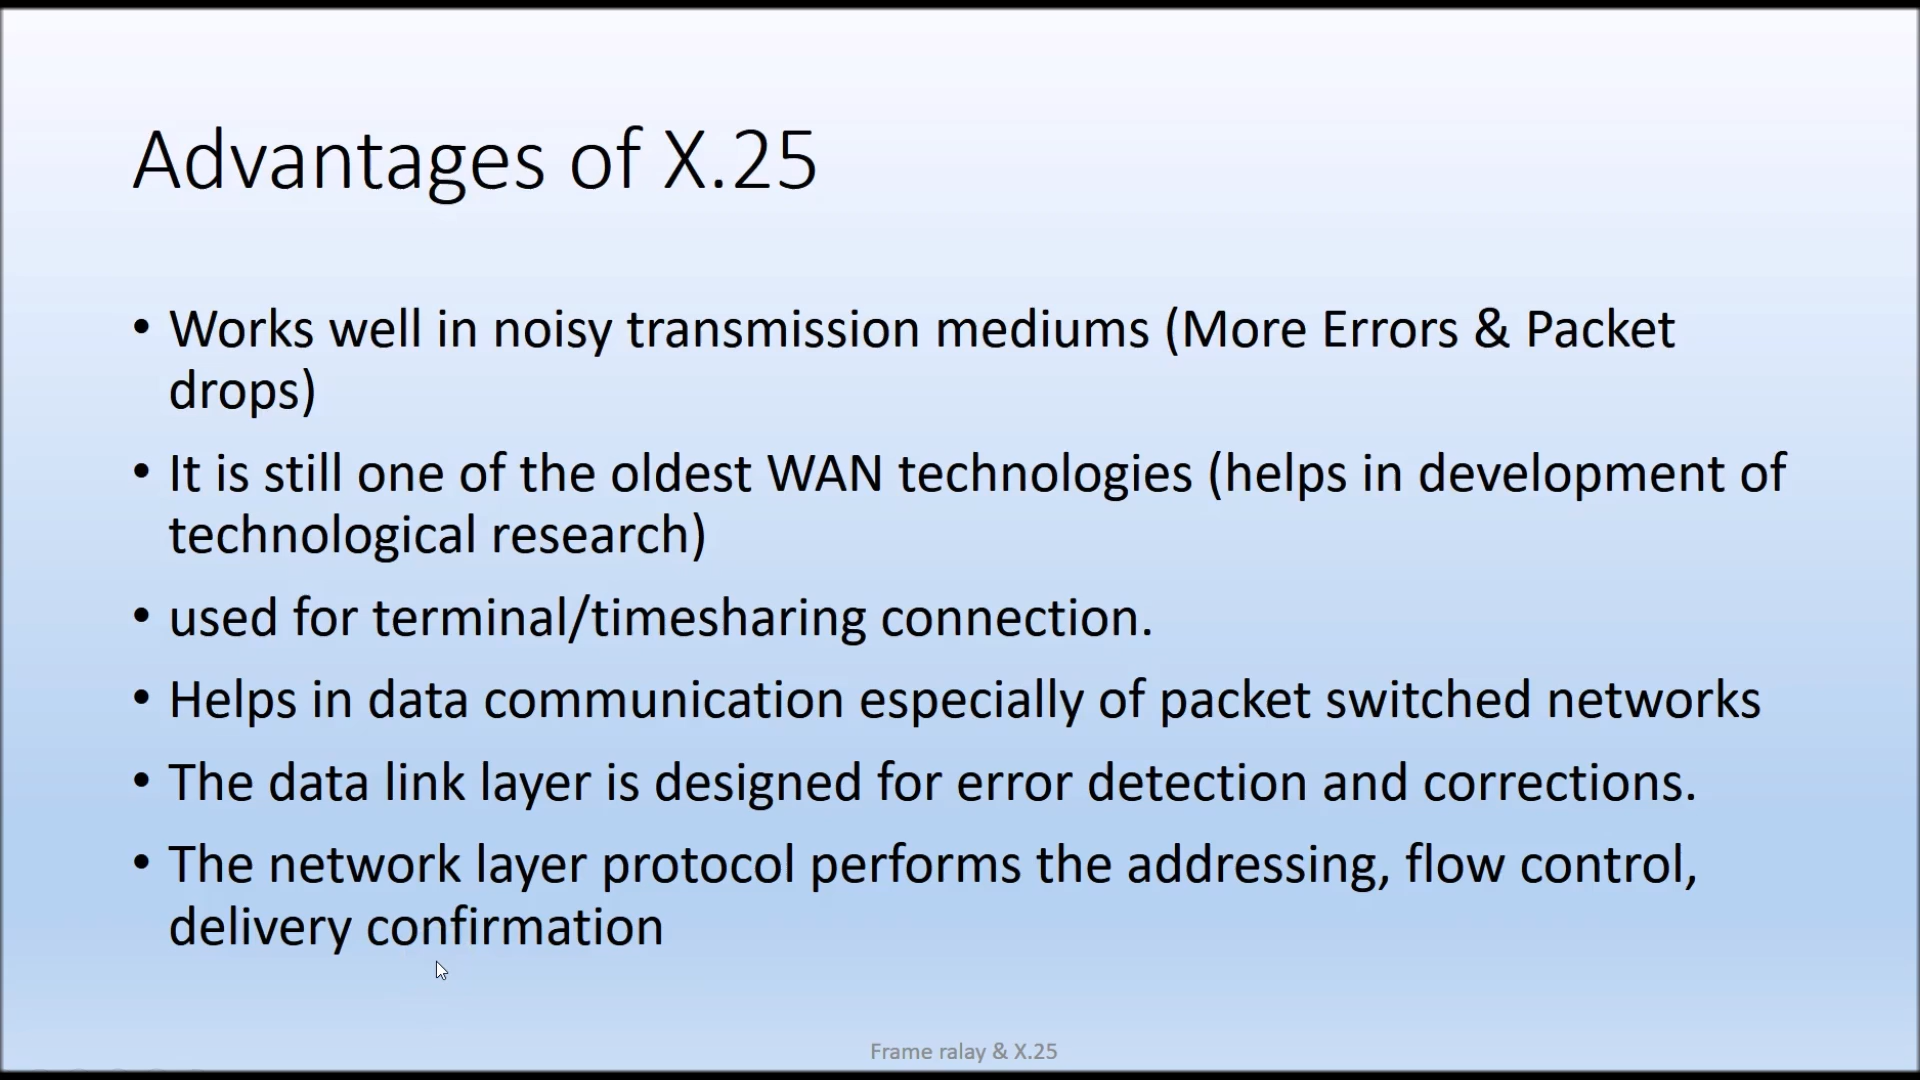 Advantages of X.25
• Works well in noisy transmission mediums (More Errors & Packet
drops)
• It is still one of the oldest WAN technologies (helps in development of
technological research)
• used for terminal/timesharing connection.
• Helps in data communication especially of packet switched networks
• The data link layer is designed for error detection and corrections.
• The network layer protocol performs the addressing, flow control,
delivery confirmation
Frame ralay & X.25